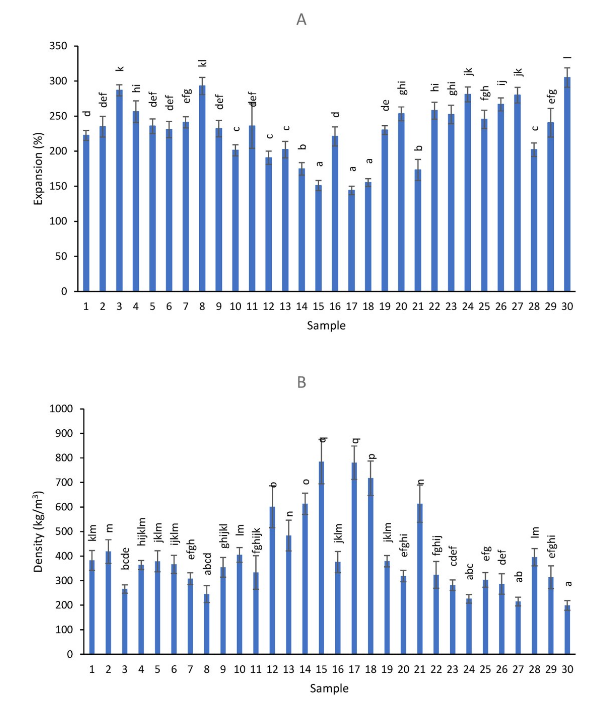 A
350
300
250
200
150
100
50
0
Expansion (%)
d def k hi def def efg kl def c def c c b a d a a de ghi b hi ghi jk fgh ij jk c efg l
1 2 3 4 5 6 7 8 9 10 11 12 13 14 15 16 17 18 19 20 21 22 23 24 25 26 27 28 29 30
Sample
B
1000
900
800
700
600
500
400
300
200
100
0
Density (kg/m³)
klm m bcde hijklm jklm ijklm efgh abcd ghijkl lm fghijk o n o q jklm q p jklm efghi n fghij cdef abc efg def ab lm efghi a
1 2 3 4 5 6 7 8 9 10 11 12 13 14 15 16 17 18 19 20 21 22 23 24 25 26 27 28 29 30
Sample